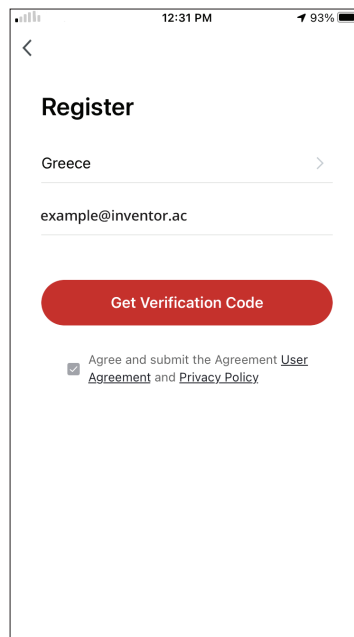 12:31 PM
93%
Register
Greece
example@inventor.ac
Get Verification Code
Agree and submit the Agreement User
Agreement and Privacy Policy